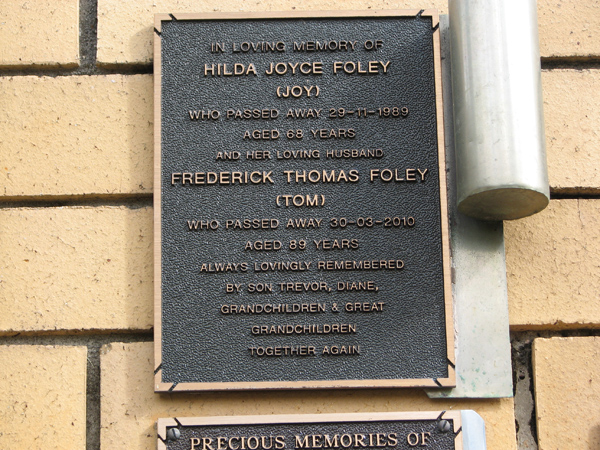 IN LOVING MEMORY OF
HILDA JOYCE FOLEY
(JOY)
WHO PASSED AWAY 29-11-1989
AGED 68 YEARS
AND HER LOVING HUSBAND
FREDERICK THOMAS FOLEY
(TOM)
WHO PASSED AWAY 30-03-2010
AGED 89 YEARS
ALWAYS LOVINGLY REMEMBERED
BY, SON TREVOR, DIANE,
GRANDCHILDREN & GREAT
GRANDCHILDREN
TOGETHER AGAIN
PRECIOUS MEMORIES OF